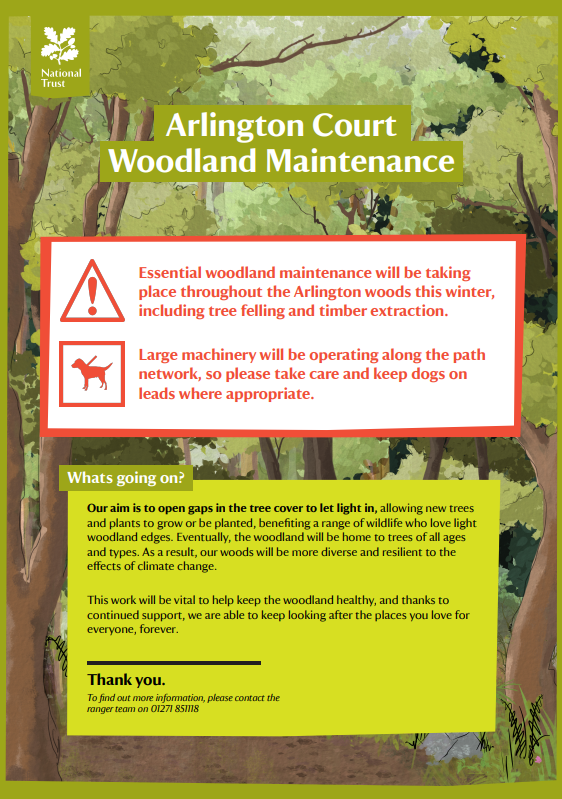 National
Trust
Arlington Court
Woodland Maintenance
Essential woodland maintenance will be taking
place throughout the Arlington woods this winter,
including tree felling and timber extraction.
Large machinery will be operating along the path
network, so please take care and keep dogs on
leads where appropriate.
Whats going on?
Our aim is to open gaps in the tree cover to let light in, allowing new trees
and plants to grow or be planted, benefiting a range of wildlife who love light
woodland edges. Eventually, the woodland will be home to trees of all ages
and types. As a result, our woods will be more diverse and resilient to the
effects of climate change.
This work will be vital to help keep the woodland healthy, and thanks to
continued support, we are able to keep looking after the places you love for
everyone, forever.
Thank you.
To find out more information, please contact the
ranger team on 01271 851118